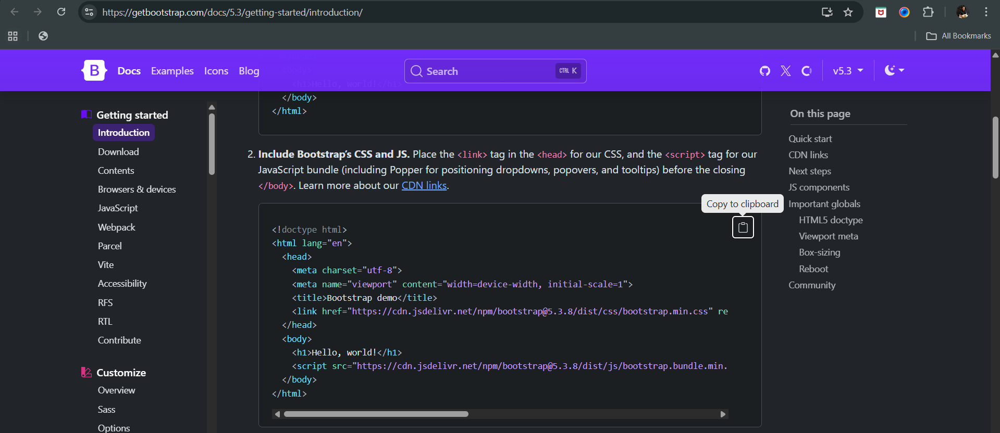 https://getbootstrap.com/docs/5.3/getting-started/introduction/
All Bookmarks
B Docs Examples Icons Blog
Search CTRL K
v5.3
<h1>Hello, world!</h1>
</body>
</html>
Getting started
Introduction
Download
Contents
Browsers & devices
JavaScript
Webpack
Parcel
Vite
Accessibility
RFS
RTL
Contribute
Customize
Overview
Sass
Options
2. Include Bootstrap’s CSS and JS. Place the <link> tag in the <head> for our CSS, and the <script> tag for our
JavaScript bundle (including Popper for positioning dropdowns, popovers, and tooltips) before the closing
</body>. Learn more about our CDN links.
Copy to clipboard
<!doctype html>
<html lang="en">
<head>
<meta charset="utf-8">
<meta name="viewport" content="width=device-width, initial-scale=1">
<title>Bootstrap demo</title>
<link href="https://cdn.jsdelivr.net/npm/bootstrap@5.3.8/dist/css/bootstrap.min.css" re
</head>
<body>
<h1>Hello, world!</h1>
<script src="https://cdn.jsdelivr.net/npm/bootstrap@5.3.8/dist/js/bootstrap.bundle.min.
</body>
</html>
On this page
Quick start
CDN links
Next steps
JS components
Important globals
HTML5 doctype
Viewport meta
Box-sizing
Reboot
Community